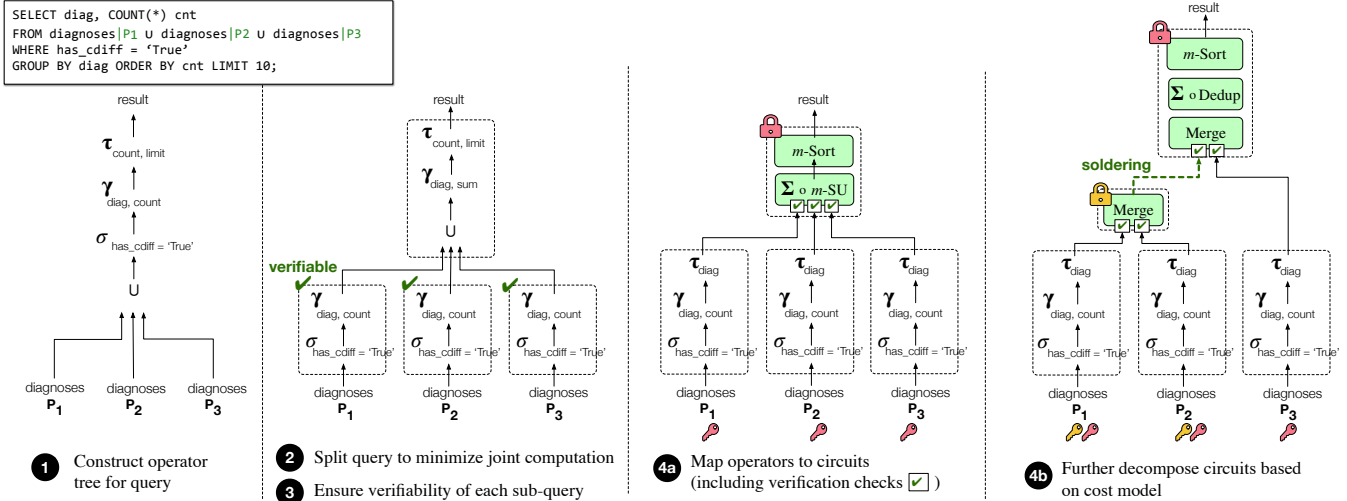 SELECT diag, COUNT(*) cnt
FROM diagnoses|P1 ∪ diagnoses|P2 ∪ diagnoses|P3
WHERE has_cdiff = ‘True’
GROUP BY diag ORDER BY cnt LIMIT 10;
result
τ count, limit
γ diag, count
σ has_cdiff = ‘True’
∪
diagnoses diagnoses diagnoses
P1 P2 P3
1 Construct operator
tree for query
result
τ count, limit
γ diag, sum
∪
verifiable
γ γ γ
diag, count diag, count diag, count
σ has_cdiff = ‘True’ σ has_cdiff = ‘True’ σ has_cdiff = ‘True’
diagnoses diagnoses diagnoses
P1 P2 P3
2 Split query to minimize joint computation
3 Ensure verifiability of each sub-query
result
m-Sort
Σ o m-SU
τ diag τ diag τ diag
γ γ γ
diag, count diag, count diag, count
σ has_cdiff = ‘True’ σ has_cdiff = ‘True’ σ has_cdiff = ‘True’
diagnoses diagnoses diagnoses
P1 P2 P3
4a Map operators to circuits
(including verification checks ✔ )
result
m-Sort
Σ o Dedup
Merge
soldering
Merge
τ diag τ diag τ diag
γ γ γ
diag, count diag, count diag, count
σ has_cdiff = ‘True’ σ has_cdiff = ‘True’ σ has_cdiff = ‘True’
diagnoses diagnoses diagnoses
P1 P2 P3
4b Further decompose circuits based
on cost model